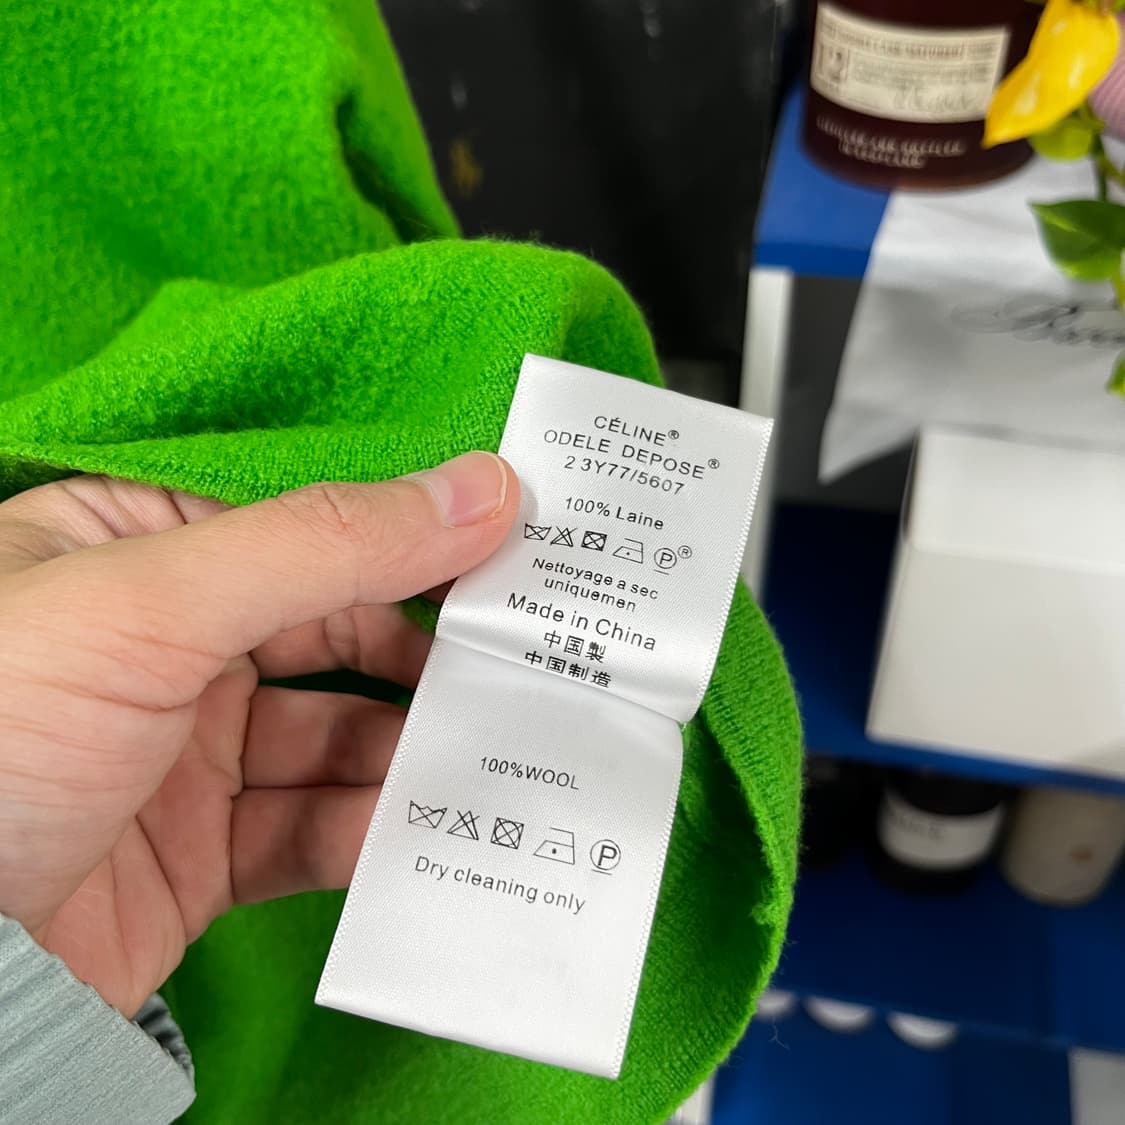 CÉLINE®
ODELE DEPOSE®
2 3Y77/5607
100% Laine
P®
Nettoyage a sec
uniquemen
Made in China
中国製
中国制造
100%WOOL
P
Dry cleaning only